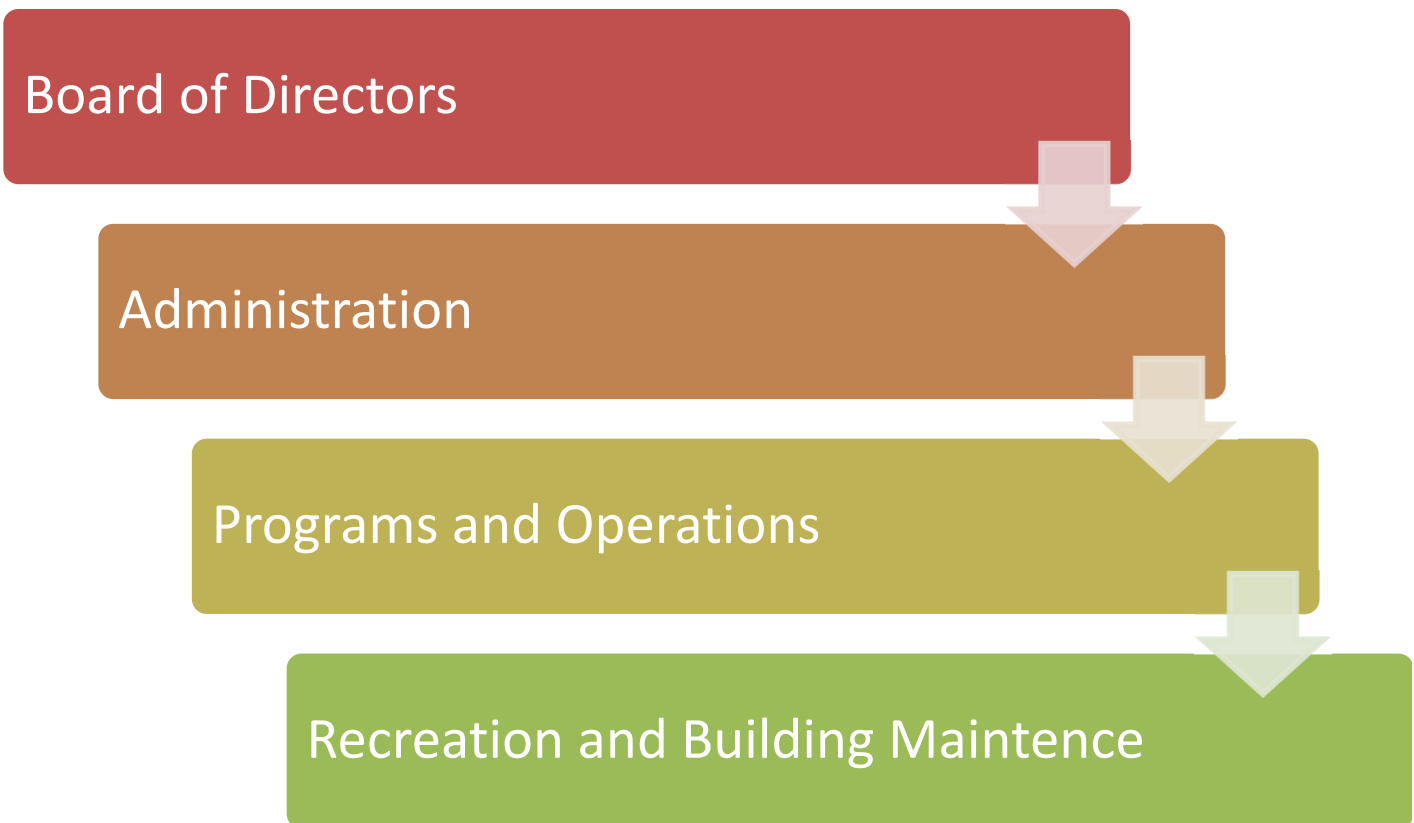 Board of Directors
Administration
Programs and Operations
Recreation and Building Maintence